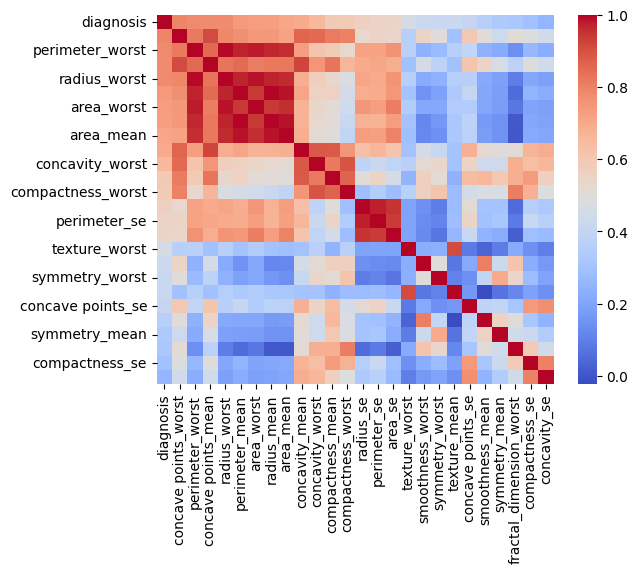 diagnosis
perimeter_worst
radius_worst
area_worst
area_mean
concavity_worst
compactness_worst
perimeter_se
texture_worst
symmetry_worst
concave points_se
symmetry_mean
compactness_se
diagnosis
concave points_worst
perimeter_worst
concave points_mean
radius_worst
perimeter_mean
area_worst
radius_mean
area_mean
concavity_mean
concavity_worst
compactness_mean
compactness_worst
radius_se
perimeter_se
area_se
texture_worst
smoothness_worst
symmetry_worst
texture_mean
concave points_se
smoothness_mean
symmetry_mean
fractal_dimension_worst
compactness_se
concavity_se
1.0
0.8
0.6
0.4
0.2
0.0